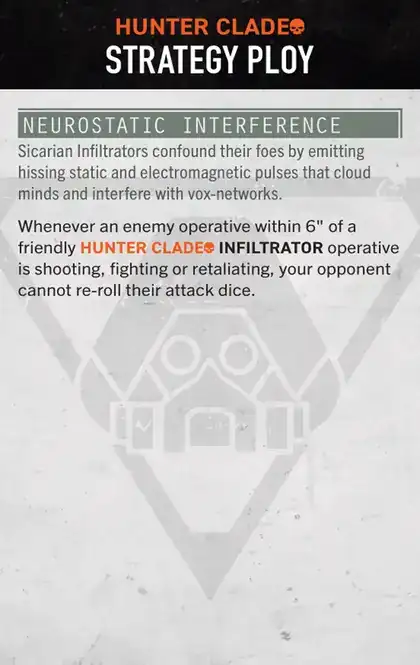 HUNTER CLADE
STRATEGY PLOY
NEUROSTATIC INTERFERENCE
Sicarian Infiltrators confound their foes by emitting
hissing static and electromagnetic pulses that cloud
minds and interfere with vox-networks.
Whenever an enemy operative within 6" of a
friendly HUNTER CLADE INFILTRATOR operative
is shooting, fighting or retaliating, your opponent
cannot re-roll their attack dice.